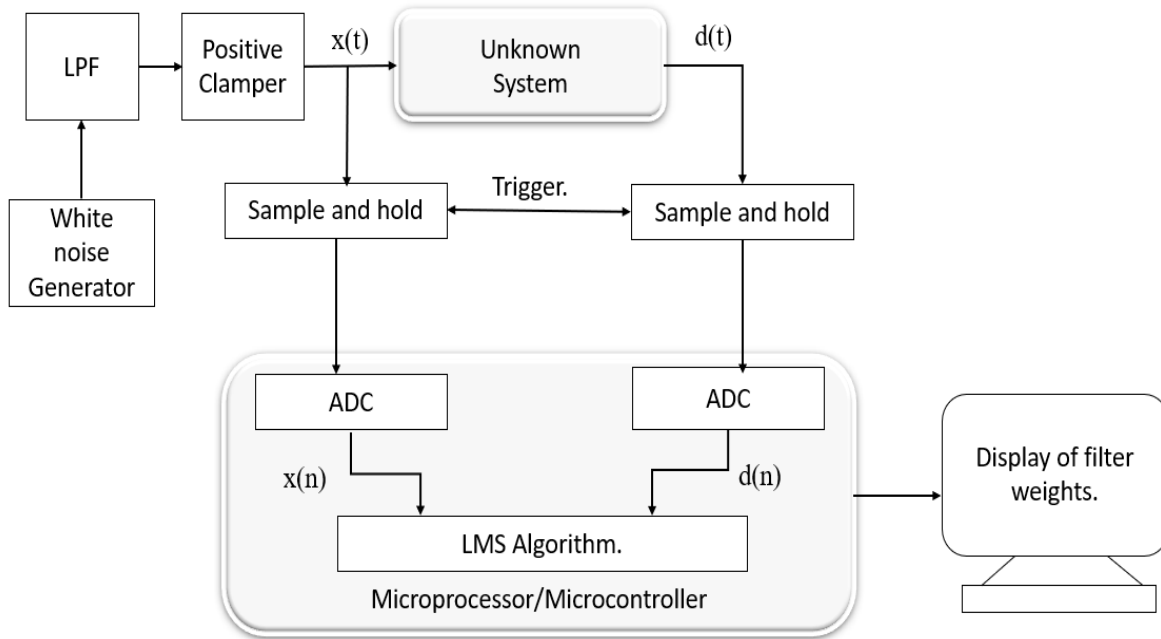 LPF
Positive
Clamper
x(t)
Unknown
System
d(t)
White
noise
Generator
Sample and hold
Trigger.
Sample and hold
ADC
ADC
x(n)
d(n)
LMS Algorithm.
Microprocessor/Microcontroller
Display of filter
weights.